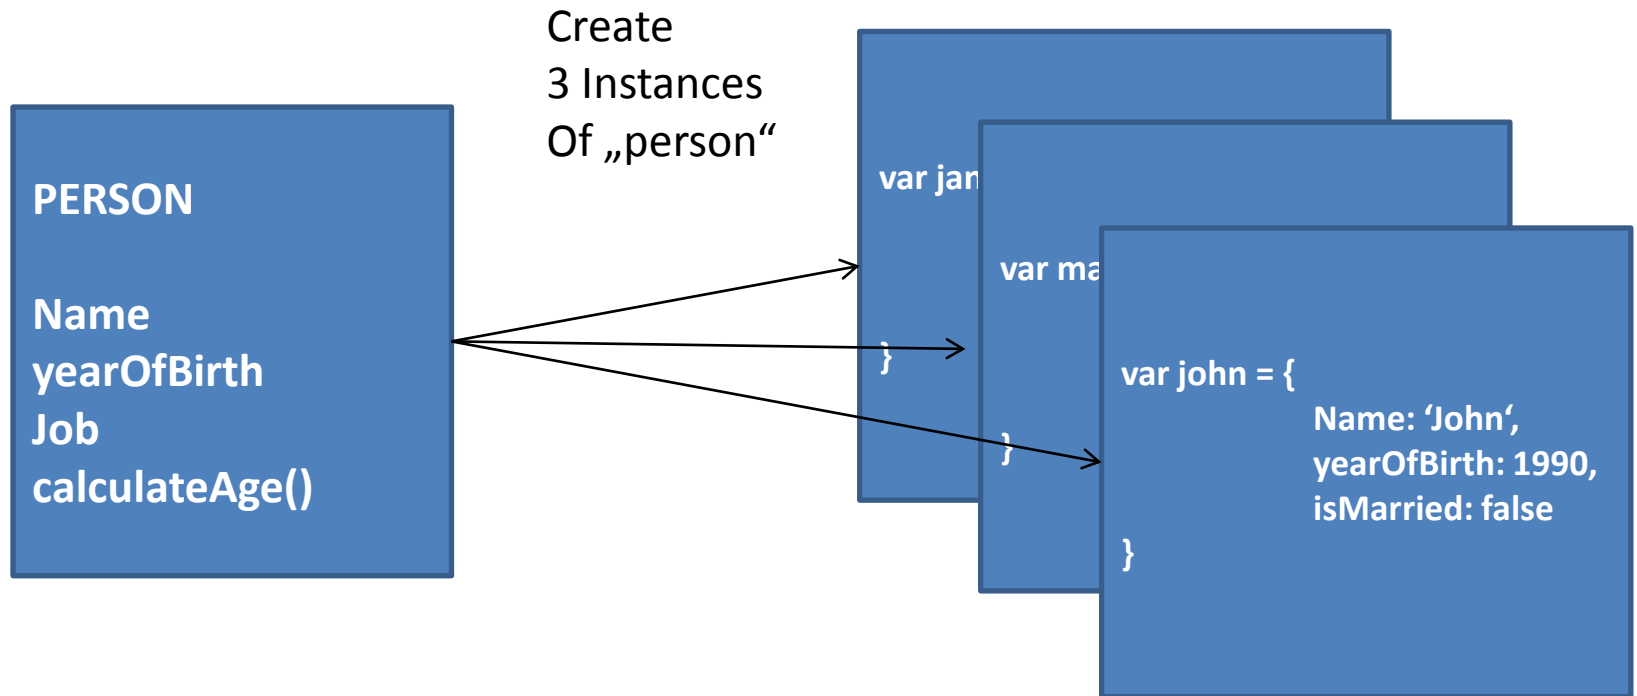 Create
3 Instances
Of „person“
PERSON
Name
yearOfBirth
Job
calculateAge()
var jan
}
var ma
}
var john = {
Name: ‘John‘,
yearOfBirth: 1990,
isMarried: false
}